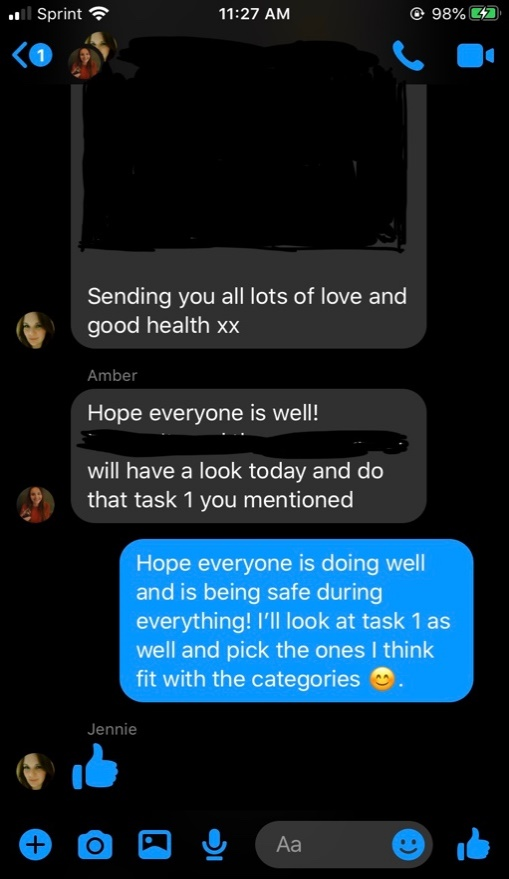 Sprint 11:27 AM 98%
1
Sending you all lots of love and
good health xx
Amber
Hope everyone is well!
will have a look today and do
that task 1 you mentioned
Hope everyone is doing well
and is being safe during
everything! I’ll look at task 1 as
well and pick the ones I think
fit with the categories 😊.
Jennie
Aa